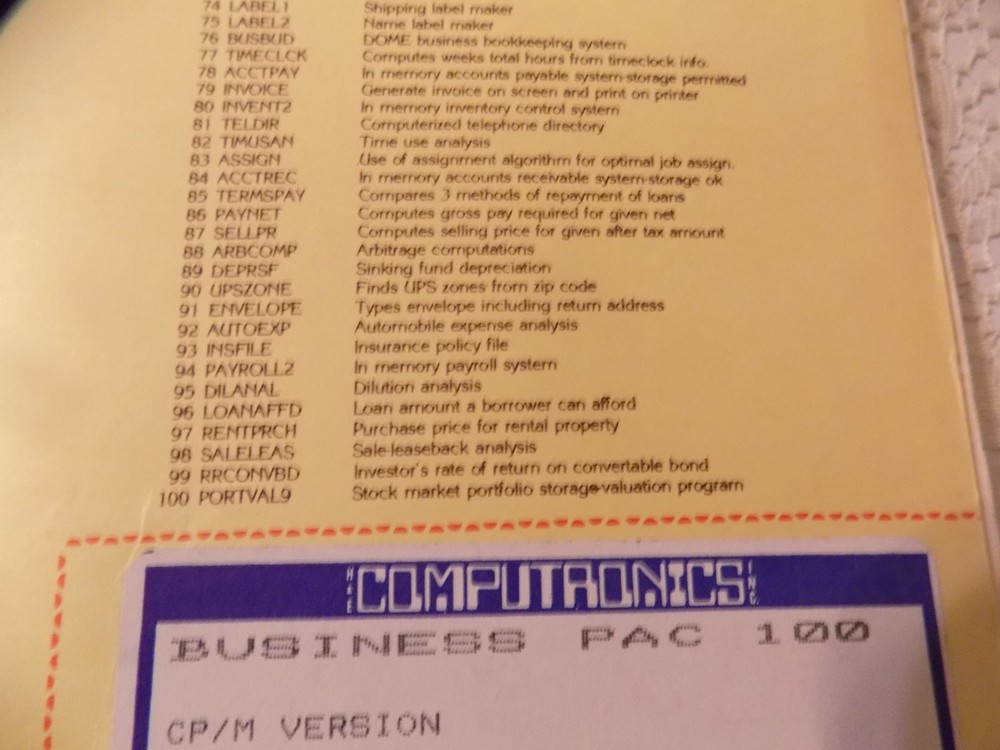 74 LABEL1 Shipping label maker
75 LABEL2 Name label maker
76 BUSBUD DOME business bookkeeping system
77 TIMECLCK Computes weeks total hours from timeclock info.
78 ACCTPAY In memory accounts payable system-storage permitted
79 INVOICE Generate invoice on screen and print on printer
80 INVENT2 In memory inventory control system
81 TELDIR Computerized telephone directory
82 TIMUSAN Time use analysis
83 ASSIGN Use of assignment algorithm for optimal job assign.
84 ACCTREC In memory accounts receivable system-storage ok
85 TERMSPAY Compares 3 methods of repayment of loans
86 PAYNET Computes gross pay required for given net
87 SELLPR Computes selling price for given after tax amount
88 ARBCOMP Arbitrage computations
89 DEPRSF Sinking fund depreciation
90 UPSZONE Finds UPS zones from zip code
91 ENVELOPE Types envelope including return address
92 AUTOEXP Automobile expense analysis
93 INSFILE Insurance policy file
94 PAYROLL2 In memory payroll system
95 DILANAL Dilution analysis
96 LOANAFFD Loan amount a borrower can afford
97 RENTPRCH Purchase price for rental property
98 SALELEAS Sale-leaseback analysis
99 RRCONVBD Investor's rate of return on convertable bond
100 PORTVAL9 Stock market portfolio storage-valuation program
H&E COMPUTRONICS INC
BUSINESS PAC 100
CP/M VERSION